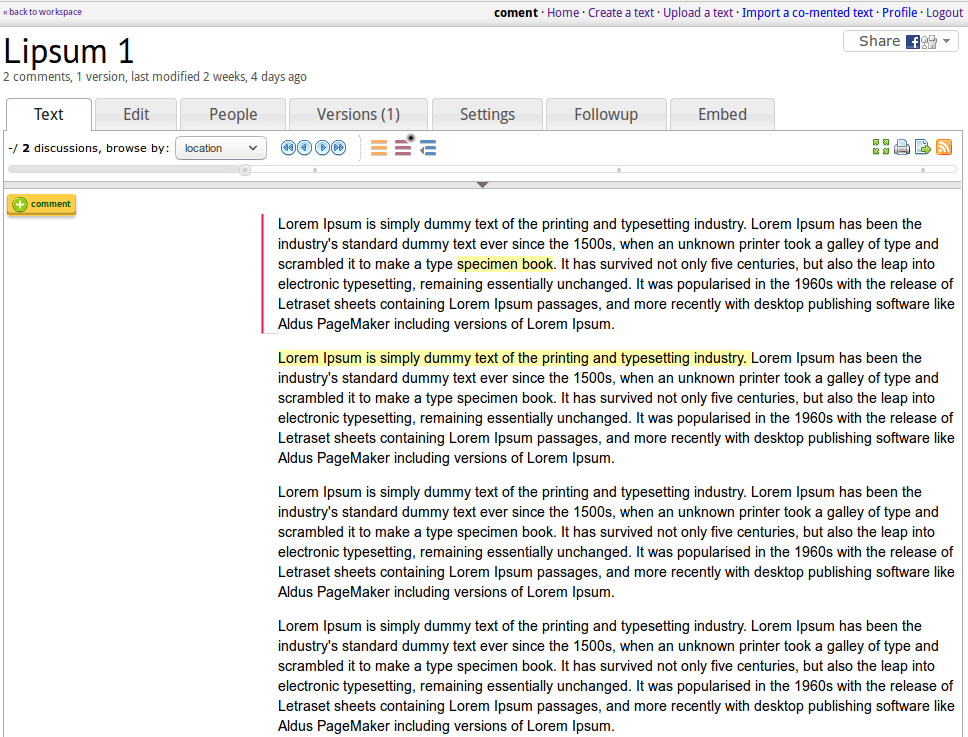 « back to workspace
coment · Home · Create a text · Upload a text · Import a co-mented text · Profile · Logout
Lipsum 1
Share
2 comments, 1 version, last modified 2 weeks, 4 days ago
Text Edit People Versions (1) Settings Followup Embed
-/ 2 discussions, browse by: location
comment
Lorem Ipsum is simply dummy text of the printing and typesetting industry. Lorem Ipsum has been the
industry's standard dummy text ever since the 1500s, when an unknown printer took a galley of type and
scrambled it to make a type specimen book. It has survived not only five centuries, but also the leap into
electronic typesetting, remaining essentially unchanged. It was popularised in the 1960s with the release of
Letraset sheets containing Lorem Ipsum passages, and more recently with desktop publishing software like
Aldus PageMaker including versions of Lorem Ipsum.
Lorem Ipsum is simply dummy text of the printing and typesetting industry. Lorem Ipsum has been the
industry's standard dummy text ever since the 1500s, when an unknown printer took a galley of type and
scrambled it to make a type specimen book. It has survived not only five centuries, but also the leap into
electronic typesetting, remaining essentially unchanged. It was popularised in the 1960s with the release of
Letraset sheets containing Lorem Ipsum passages, and more recently with desktop publishing software like
Aldus PageMaker including versions of Lorem Ipsum.
Lorem Ipsum is simply dummy text of the printing and typesetting industry. Lorem Ipsum has been the
industry's standard dummy text ever since the 1500s, when an unknown printer took a galley of type and
scrambled it to make a type specimen book. It has survived not only five centuries, but also the leap into
electronic typesetting, remaining essentially unchanged. It was popularised in the 1960s with the release of
Letraset sheets containing Lorem Ipsum passages, and more recently with desktop publishing software like
Aldus PageMaker including versions of Lorem Ipsum.
Lorem Ipsum is simply dummy text of the printing and typesetting industry. Lorem Ipsum has been the
industry's standard dummy text ever since the 1500s, when an unknown printer took a galley of type and
scrambled it to make a type specimen book. It has survived not only five centuries, but also the leap into
electronic typesetting, remaining essentially unchanged. It was popularised in the 1960s with the release of
Letraset sheets containing Lorem Ipsum passages, and more recently with desktop publishing software like
Aldus PageMaker including versions of Lorem Ipsum.